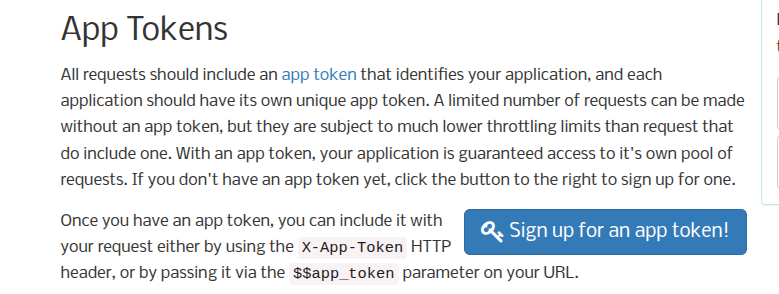 App Tokens
All requests should include an app token that identifies your application, and each
application should have its own unique app token. A limited number of requests can be made
without an app token, but they are subject to much lower throttling limits than request that
do include one. With an app token, your application is guaranteed access to it's own pool of
requests. If you don't have an app token yet, click the button to the right to sign up for one.
Once you have an app token, you can include it with
your request either by using the X-App-Token HTTP
header, or by passing it via the $$app_token parameter on your URL.
Sign up for an app token!